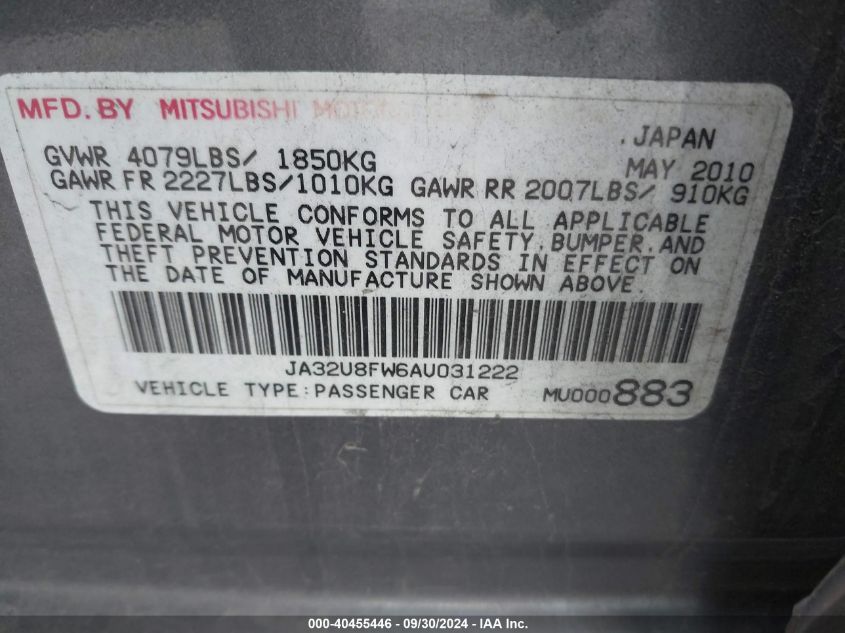 MFD. BY MITSUBISHI MOTORS
.JAPAN
GVWR 4079LBS/ 1850KG MAY 2010
GAWR FR 2227LBS/1010KG GAWR RR 2007LBS/ 910KG
THIS VEHICLE CONFORMS TO ALL APPLICABLE
FEDERAL MOTOR VEHICLE SAFETY, BUMPER, AND
THEFT PREVENTION STANDARDS IN EFFECT ON
THE DATE OF MANUFACTURE SHOWN ABOVE.
JA32U8FW6AU031222
VEHICLE TYPE:PASSENGER CAR MU000883
000-40455446 - 09/30/2024 - IAA Inc.